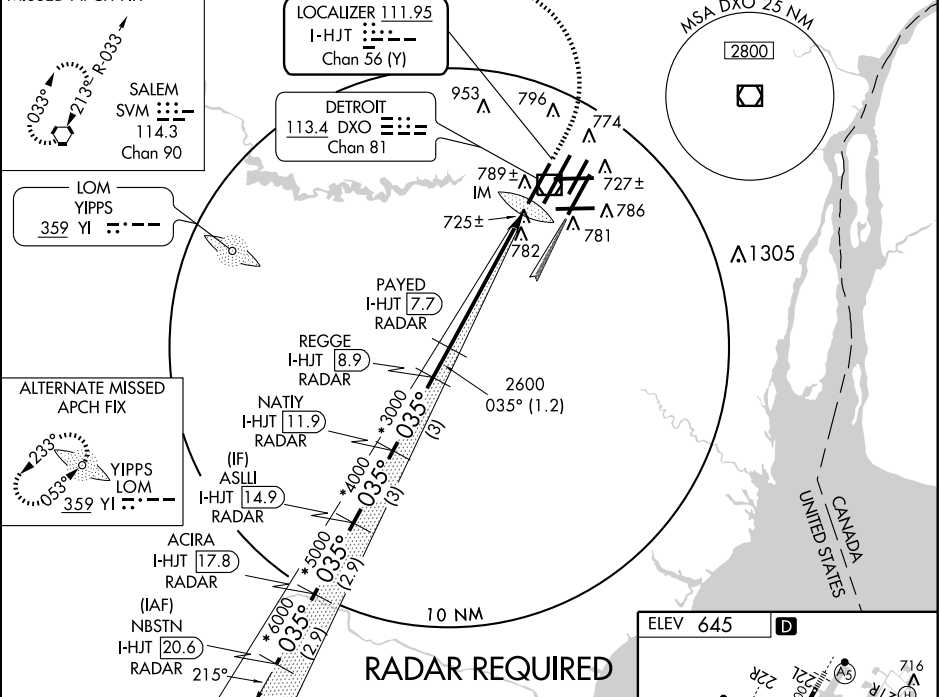 MISSED APCH FIX
R-033
033°
213°
SALEM
SVM
114.3
Chan 90
LOCALIZER 111.95
I-HJT
Chan 56 (Y)
DETROIT
113.4 DXO
Chan 81
MSA DXO 25 NM
2800
953
796
774
789±
IM
727±
725±
786
782
781
1305
LOM
YIPPS
359 YI
PAYED
I-HJT 7.7
RADAR
REGGE
I-HJT 8.9
RADAR
2600
035° (1.2)
NATIY
I-HJT 11.9
RADAR
*3000
035°
(3)
ALTERNATE MISSED
APCH FIX
233°
053°
YIPPS
LOM
359 YI
(IF)
ASLLI
I-HJT 14.9
RADAR
*4000
035°
(3)
ACIRA
I-HJT 17.8
RADAR
*5000
035°
(2.9)
(IAF)
NBSTN
I-HJT 20.6
RADAR
*6000
035°
(2.9)
215°
10 NM
RADAR REQUIRED
CANADA
UNITED STATES
ELEV 645
D
22R
22L
A5
716